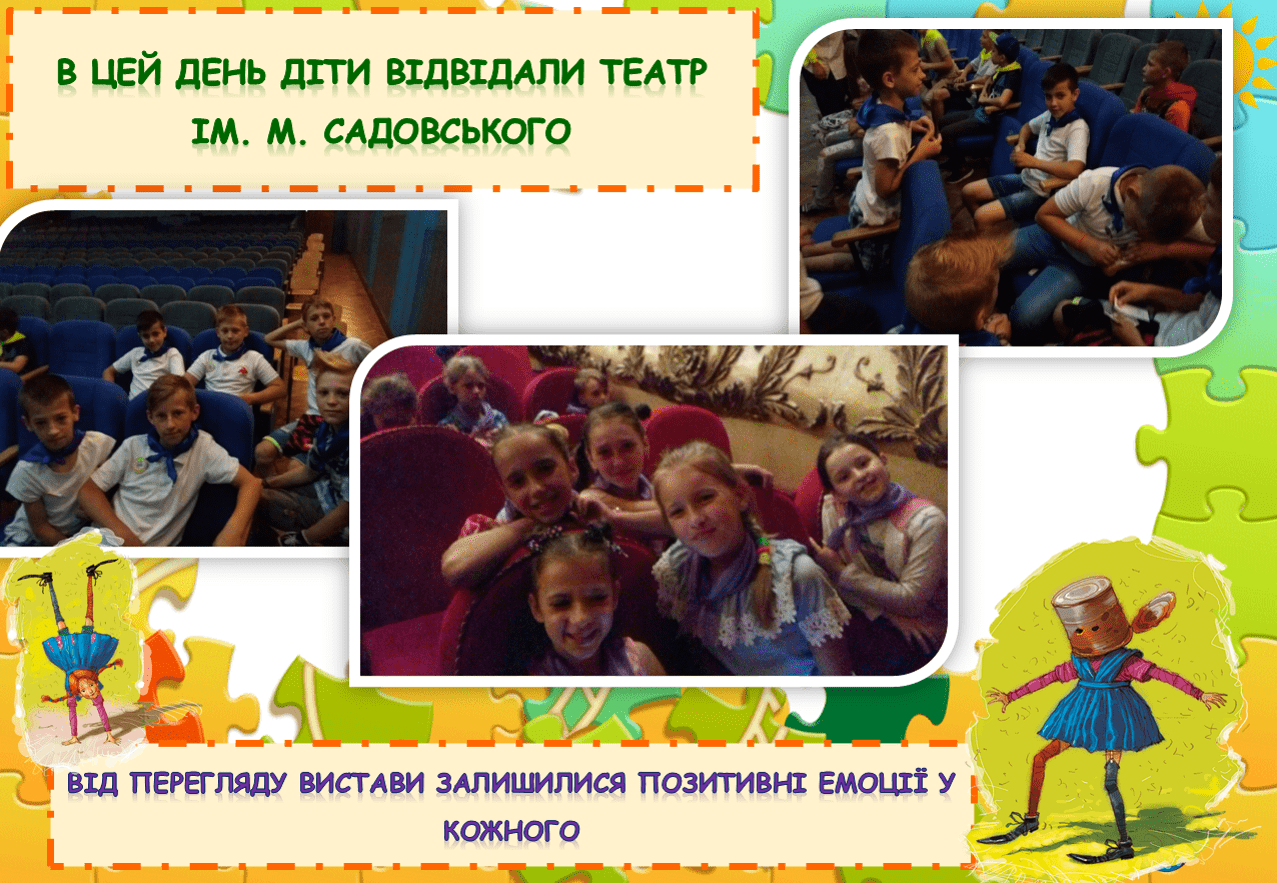 В ЦЕЙ ДЕНЬ ДІТИ ВІДВІДАЛИ ТЕАТР
ІМ. М. САДОВСЬКОГО
ВІД ПЕРЕГЛЯДУ ВИСТАВИ ЗАЛИШИЛИСЯ ПОЗИТИВНІ ЕМОЦІЇ У
КОЖНОГО